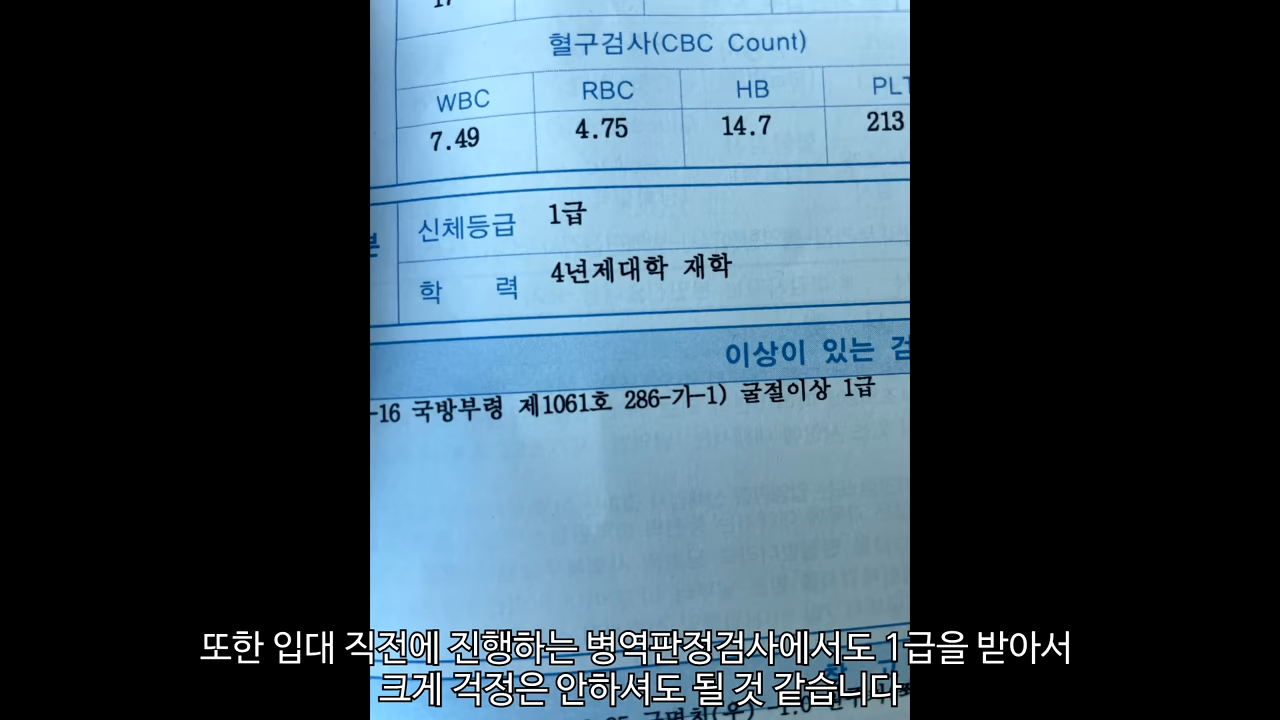 17
혈구검사(CBC Count)
WBC RBC HB PLT
7.49 4.75 14.7 213
신체등급 1급
학 력 4년제대학 재학
이상이 있는
-16 국방부령 제1061호 286-가-1) 굴절이상 1급
또한 입대 직전에 진행하는 병역판정검사에서도 1급을 받아서
크게 걱정은 안하셔도 될 것 같습니다